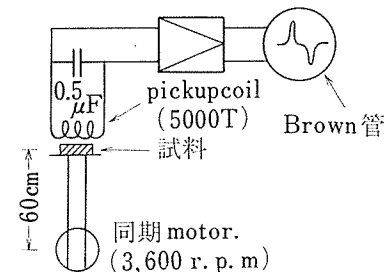 0.5
μF
pickupcoil
(5000T)
Brown管
試料
60cm
同期motor.
(3,600 r. p. m)